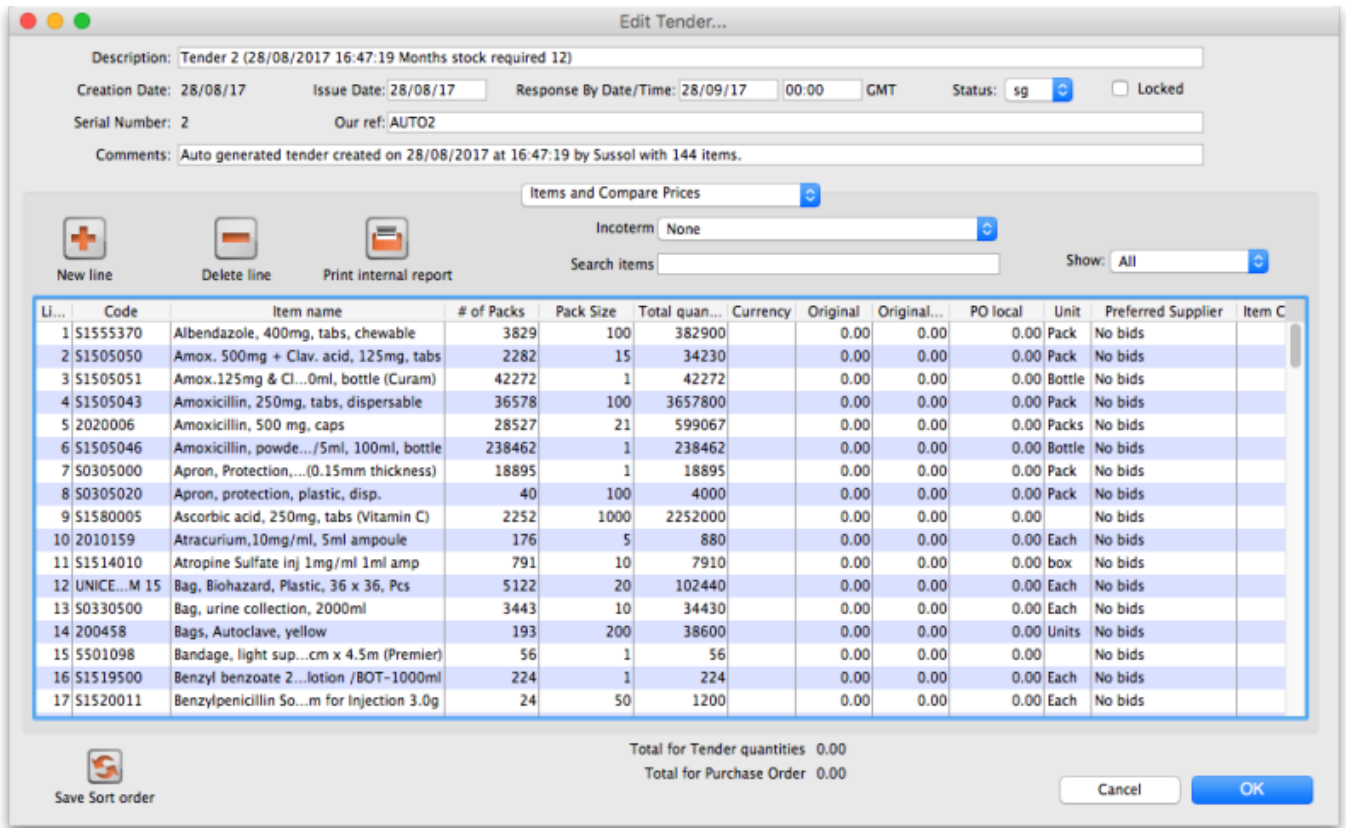 Edit Tender...
Description: Tender 2 (28/08/2017 16:47:19 Months stock required 12)
Creation Date: 28/08/17 Issue Date: 28/08/17 Response By Date/Time: 28/09/17 00:00 GMT Status: sg Locked
Serial Number: 2 Our ref: AUTO2
Comments: Auto generated tender created on 28/08/2017 at 16:47:19 by Sussol with 144 items.
Items and Compare Prices
Incoterm None
Search items Show: All
New line Delete line Print internal report
Li... Code Item name # of Packs Pack Size Total quan... Currency Original Original... PO local Unit Preferred Supplier Item C
1 S1555370 Albendazole, 400mg, tabs, chewable 3829 100 382900 0.00 0.00 0.00 Pack No bids
2 S1505050 Amox. 500mg + Clav. acid, 125mg, tabs 2282 15 34230 0.00 0.00 0.00 Pack No bids
3 S1505051 Amox.125mg & Cl...0ml, bottle (Curam) 42272 1 42272 0.00 0.00 0.00 Bottle No bids
4 S1505043 Amoxicillin, 250mg, tabs, dispersable 36578 100 3657800 0.00 0.00 0.00 Pack No bids
5 2020006 Amoxicillin, 500 mg, caps 28527 21 599067 0.00 0.00 0.00 Packs No bids
6 S1505046 Amoxicillin, powde.../5ml, 100ml, bottle 238462 1 238462 0.00 0.00 0.00 Bottle No bids
7 S0305000 Apron, Protection,...(0.15mm thickness) 18895 1 18895 0.00 0.00 0.00 Pack No bids
8 S0305020 Apron, protection, plastic, disp. 40 100 4000 0.00 0.00 0.00 Pack No bids
9 S1580005 Ascorbic acid, 250mg, tabs (Vitamin C) 2252 1000 2252000 0.00 0.00 0.00 No bids
10 2010159 Atracurium,10mg/ml, 5ml ampoule 176 5 880 0.00 0.00 0.00 Each No bids
11 S1514010 Atropine Sulfate inj 1mg/ml 1ml amp 791 10 7910 0.00 0.00 0.00 box No bids
12 UNICE...M 15 Bag, Biohazard, Plastic, 36 x 36, Pcs 5122 20 102440 0.00 0.00 0.00 Each No bids
13 S0330500 Bag, urine collection, 2000ml 3443 10 34430 0.00 0.00 0.00 Each No bids
14 200458 Bags, Autoclave, yellow 193 200 38600 0.00 0.00 0.00 Units No bids
15 5501098 Bandage, light sup...cm x 4.5m (Premier) 56 1 56 0.00 0.00 0.00 No bids
16 S1519500 Benzyl benzoate 2...lotion /BOT-1000ml 224 1 224 0.00 0.00 0.00 Each No bids
17 S1520011 Benzylpenicillin So...m for Injection 3.0g 24 50 1200 0.00 0.00 0.00 Each No bids
Total for Tender quantities 0.00
Total for Purchase Order 0.00
Save Sort order Cancel OK